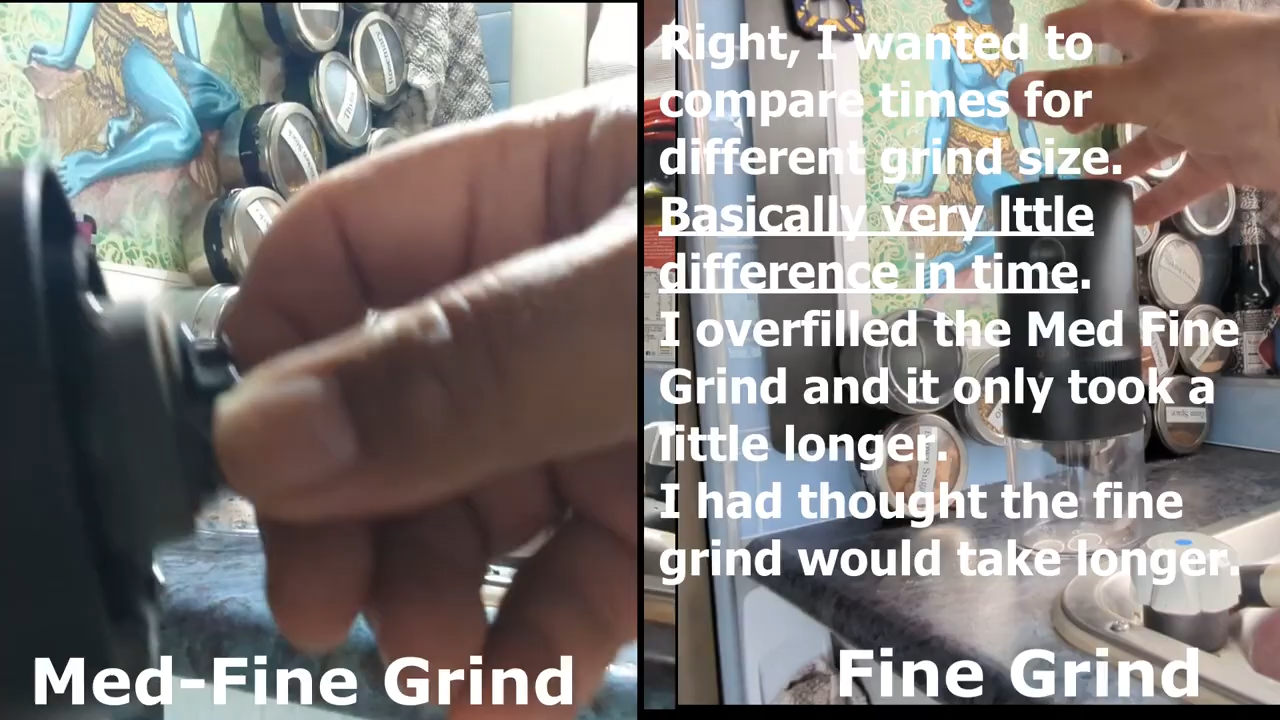 Right, I wanted to
compare times for
different grind size.
Basically very lttle
difference in time.
I overfilled the Med Fine
Grind and it only took a
little longer.
I had thought the fine
grind would take longer.
Med-Fine Grind
Fine Grind